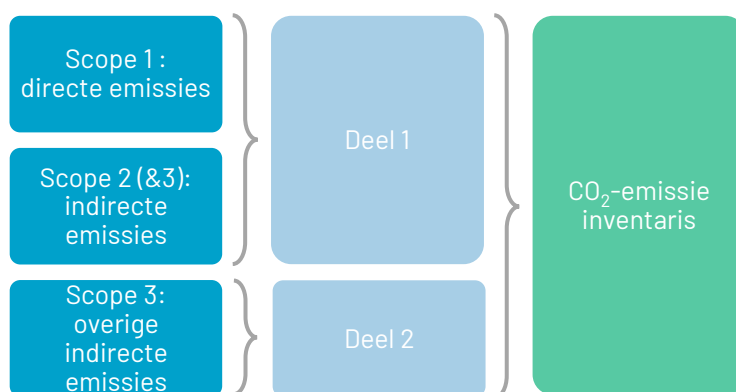 Scope 1 :
directe emissies
Scope 2 (&3):
indirecte
emissies
Scope 3:
overige
indirecte
emissies
Deel 1
Deel 2
CO₂-emissie
inventaris